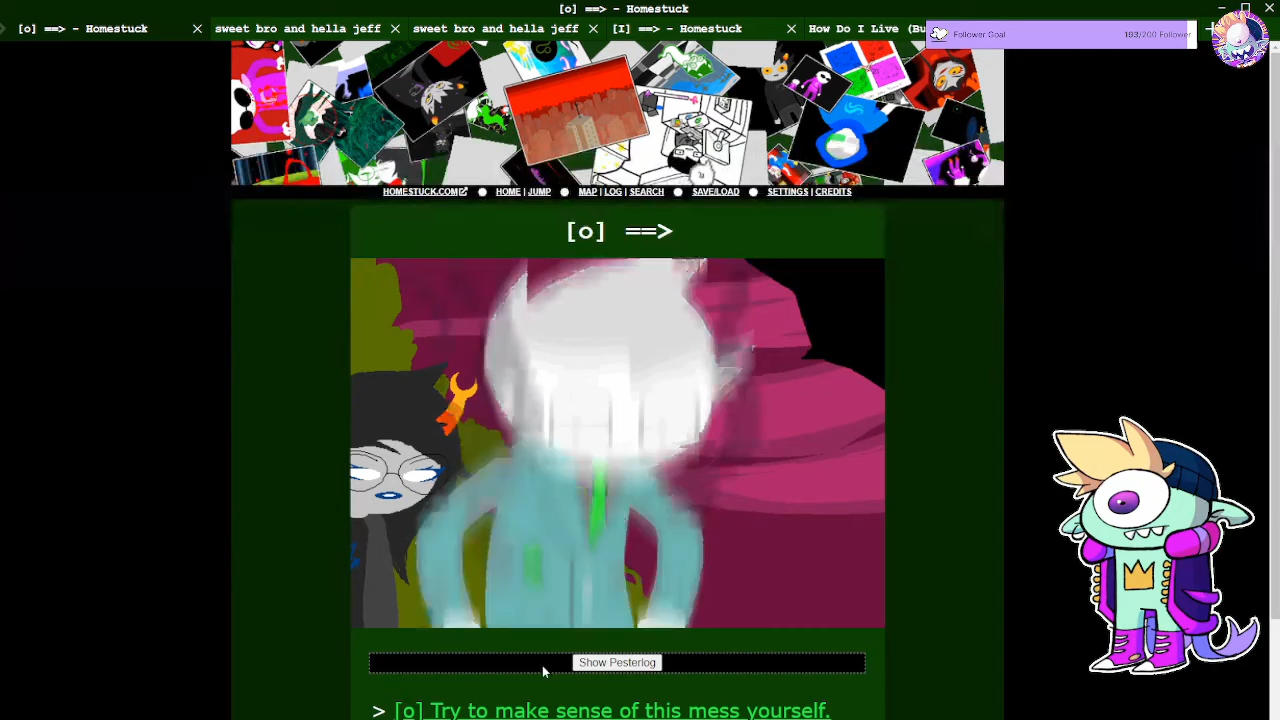 [o] ==> - Homestuck
[o] ==> - Homestuck
sweet bro and hella jeff
sweet bro and hella jeff
[I] ==> - Homestuck
How Do I Live (Bu
Follower Goal
193/200 Follower
HOMESTUCK.COM
HOME | JUMP
MAP | LOG | SEARCH
SAVE/LOAD
SETTINGS | CREDITS
[o] ==>
Show Pesterlog
> [o] Try to make sense of this mess yourself.